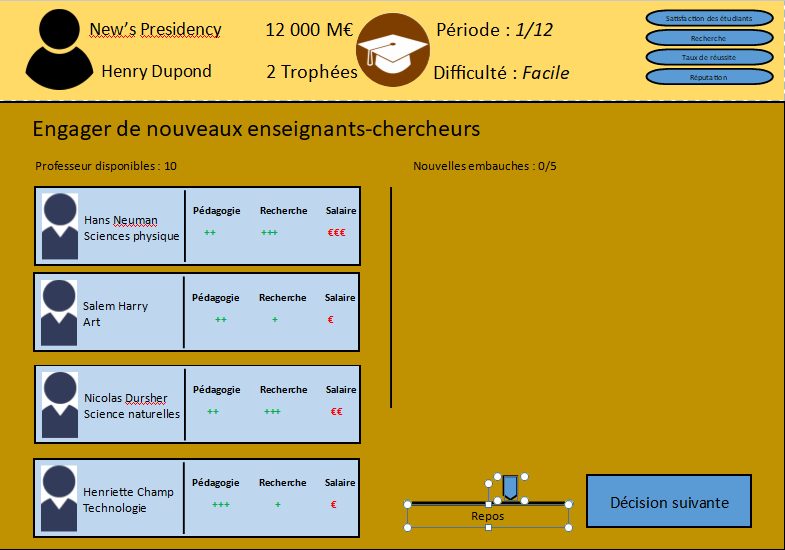 New's Presidency
12 000 M€
Période : 1/12
Henry Dupond
2 Trophées
Difficulté : Facile
Satisfaction des étudiants
Recherche
Taux de réussite
Réputation
Engager de nouveaux enseignants-chercheurs
Professeur disponibles : 10
Nouvelles embauches : 0/5
Hans Neuman
Sciences physique
Pédagogie Recherche Salaire
++ +++ €€€
Salem Harry
Art
Pédagogie Recherche Salaire
++ + €
Nicolas Dursher
Science naturelles
Pédagogie Recherche Salaire
++ +++ €€
Henriette Champ
Technologie
Pédagogie Recherche Salaire
+++ + €
Repos
Décision suivante